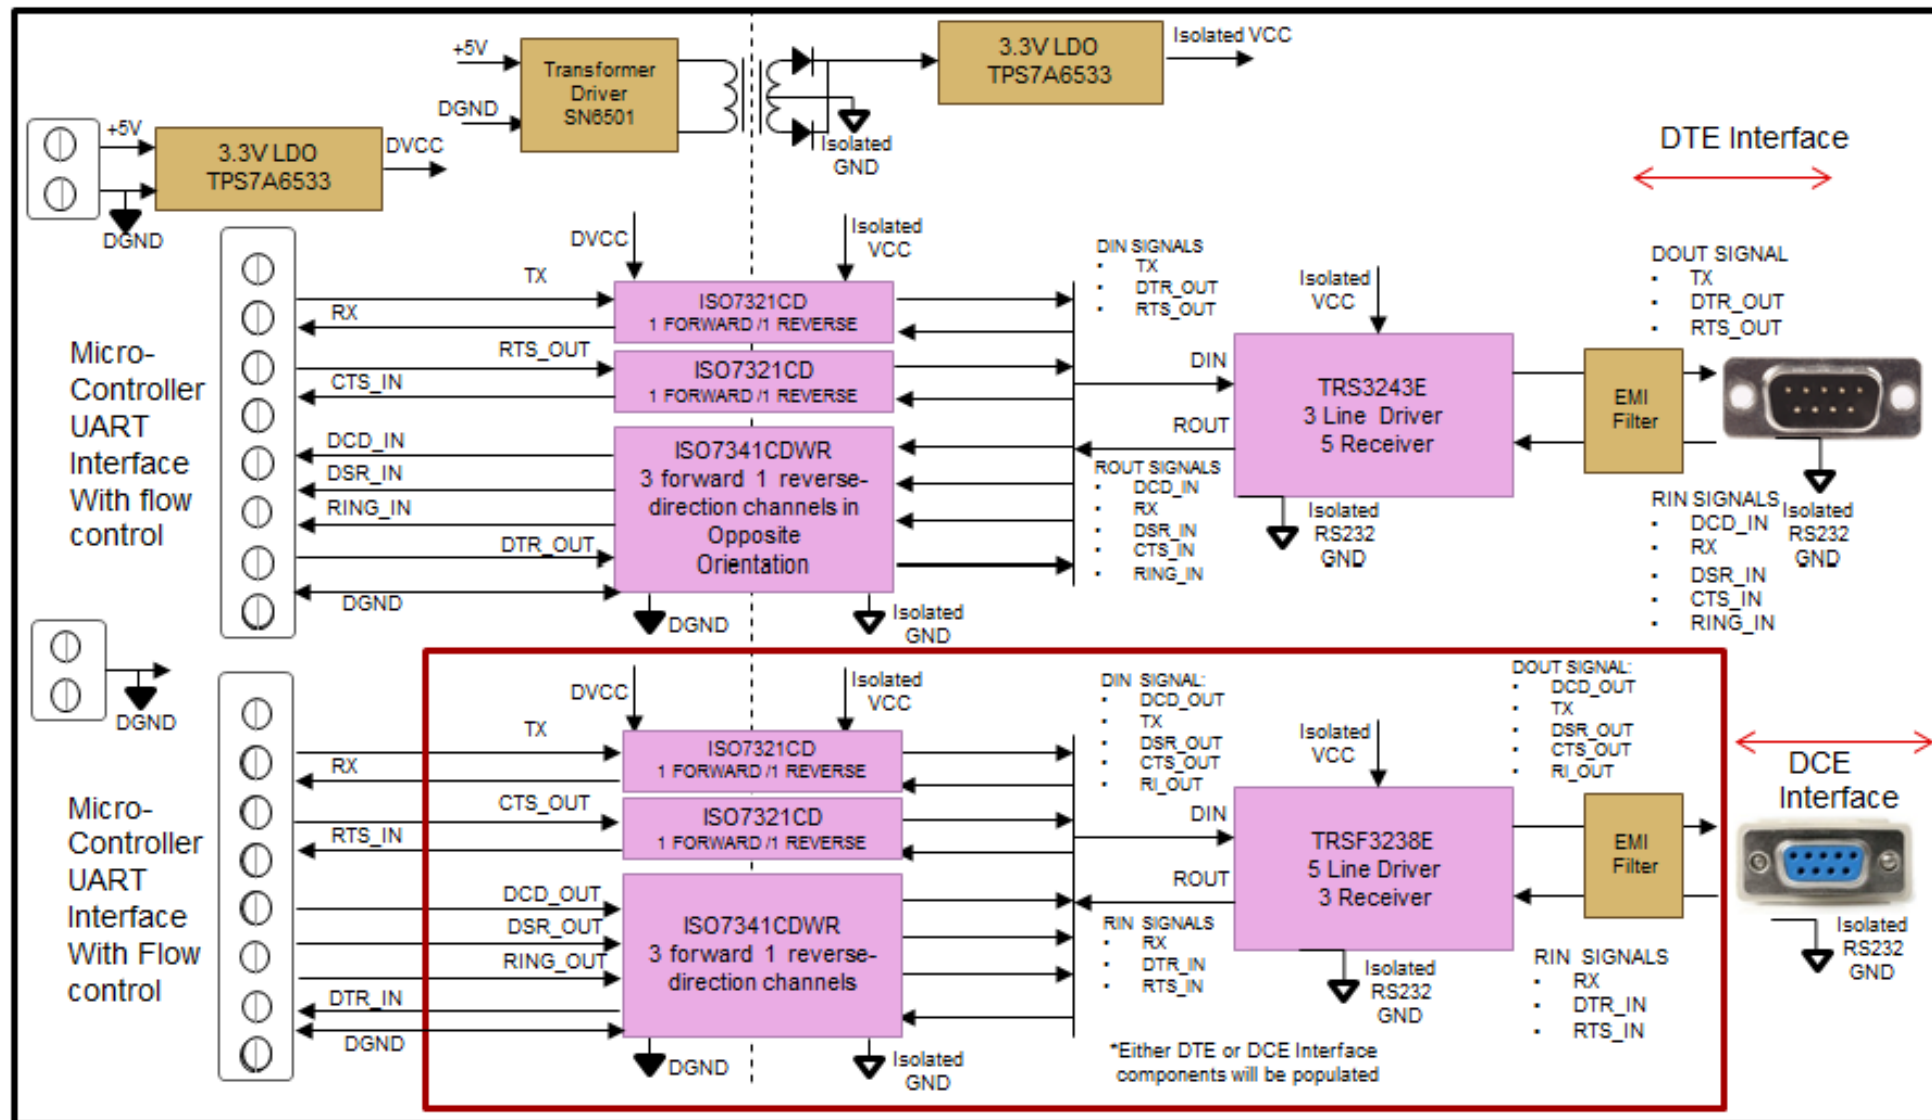 +5V
Transformer
Driver
SN6501
DGND
3.3V LDO
TPS7A6533
Isolated VCC
Isolated
GND
+5V
3.3V LDO
TPS7A6533
DVCC
DGND
DTE Interface
DVCC
Isolated
VCC
Micro-
Controller
UART
Interface
With flow
control
TX
RX
RTS_OUT
CTS_IN
DCD_IN
DSR_IN
RING_IN
DTR_OUT
DGND
ISO7321CD
1 FORWARD /1 REVERSE
ISO7321CD
1 FORWARD /1 REVERSE
ISO7341CDWR
3 forward 1 reverse-
direction channels in
Opposite
Orientation
DGND
Isolated
GND
DIN SIGNALS
▪ TX
▪ DTR_OUT
▪ RTS_OUT
DIN
ROUT
ROUT SIGNALS
▪ DCD_IN
▪ RX
▪ DSR_IN
▪ CTS_IN
▪ RING_IN
Isolated
VCC
TRS3243E
3 Line Driver
5 Receiver
Isolated
RS232
GND
EMI
Filter
DOUT SIGNAL
▪ TX
▪ DTR_OUT
▪ RTS_OUT
RIN SIGNALS
▪ DCD_IN
▪ RX
▪ DSR_IN
▪ CTS_IN
▪ RING_IN
Isolated
RS232
GND
DGND
DVCC
Isolated
VCC
Micro-
Controller
UART
Interface
With Flow
control
TX
RX
CTS_OUT
RTS_IN
DCD_OUT
DSR_OUT
RING_OUT
DTR_IN
DGND
ISO7321CD
1 FORWARD /1 REVERSE
ISO7321CD
1 FORWARD /1 REVERSE
ISO7341CDWR
3 forward 1 reverse-
direction channels
DGND
Isolated
GND
DIN SIGNAL:
▪ DCD_OUT
▪ TX
▪ DSR_OUT
▪ CTS_OUT
▪ RI_OUT
DIN
ROUT
RIN SIGNALS
▪ RX
▪ DTR_IN
▪ RTS_IN
Isolated
VCC
TRSF3238E
5 Line Driver
3 Receiver
Isolated
RS232
GND
*Either DTE or DCE Interface
components will be populated
DOUT SIGNAL:
▪ DCD_OUT
▪ TX
▪ DSR_OUT
▪ CTS_OUT
▪ RI_OUT
EMI
Filter
RIN SIGNALS
▪ RX
▪ DTR_IN
▪ RTS_IN
DCE
Interface
Isolated
RS232
GND